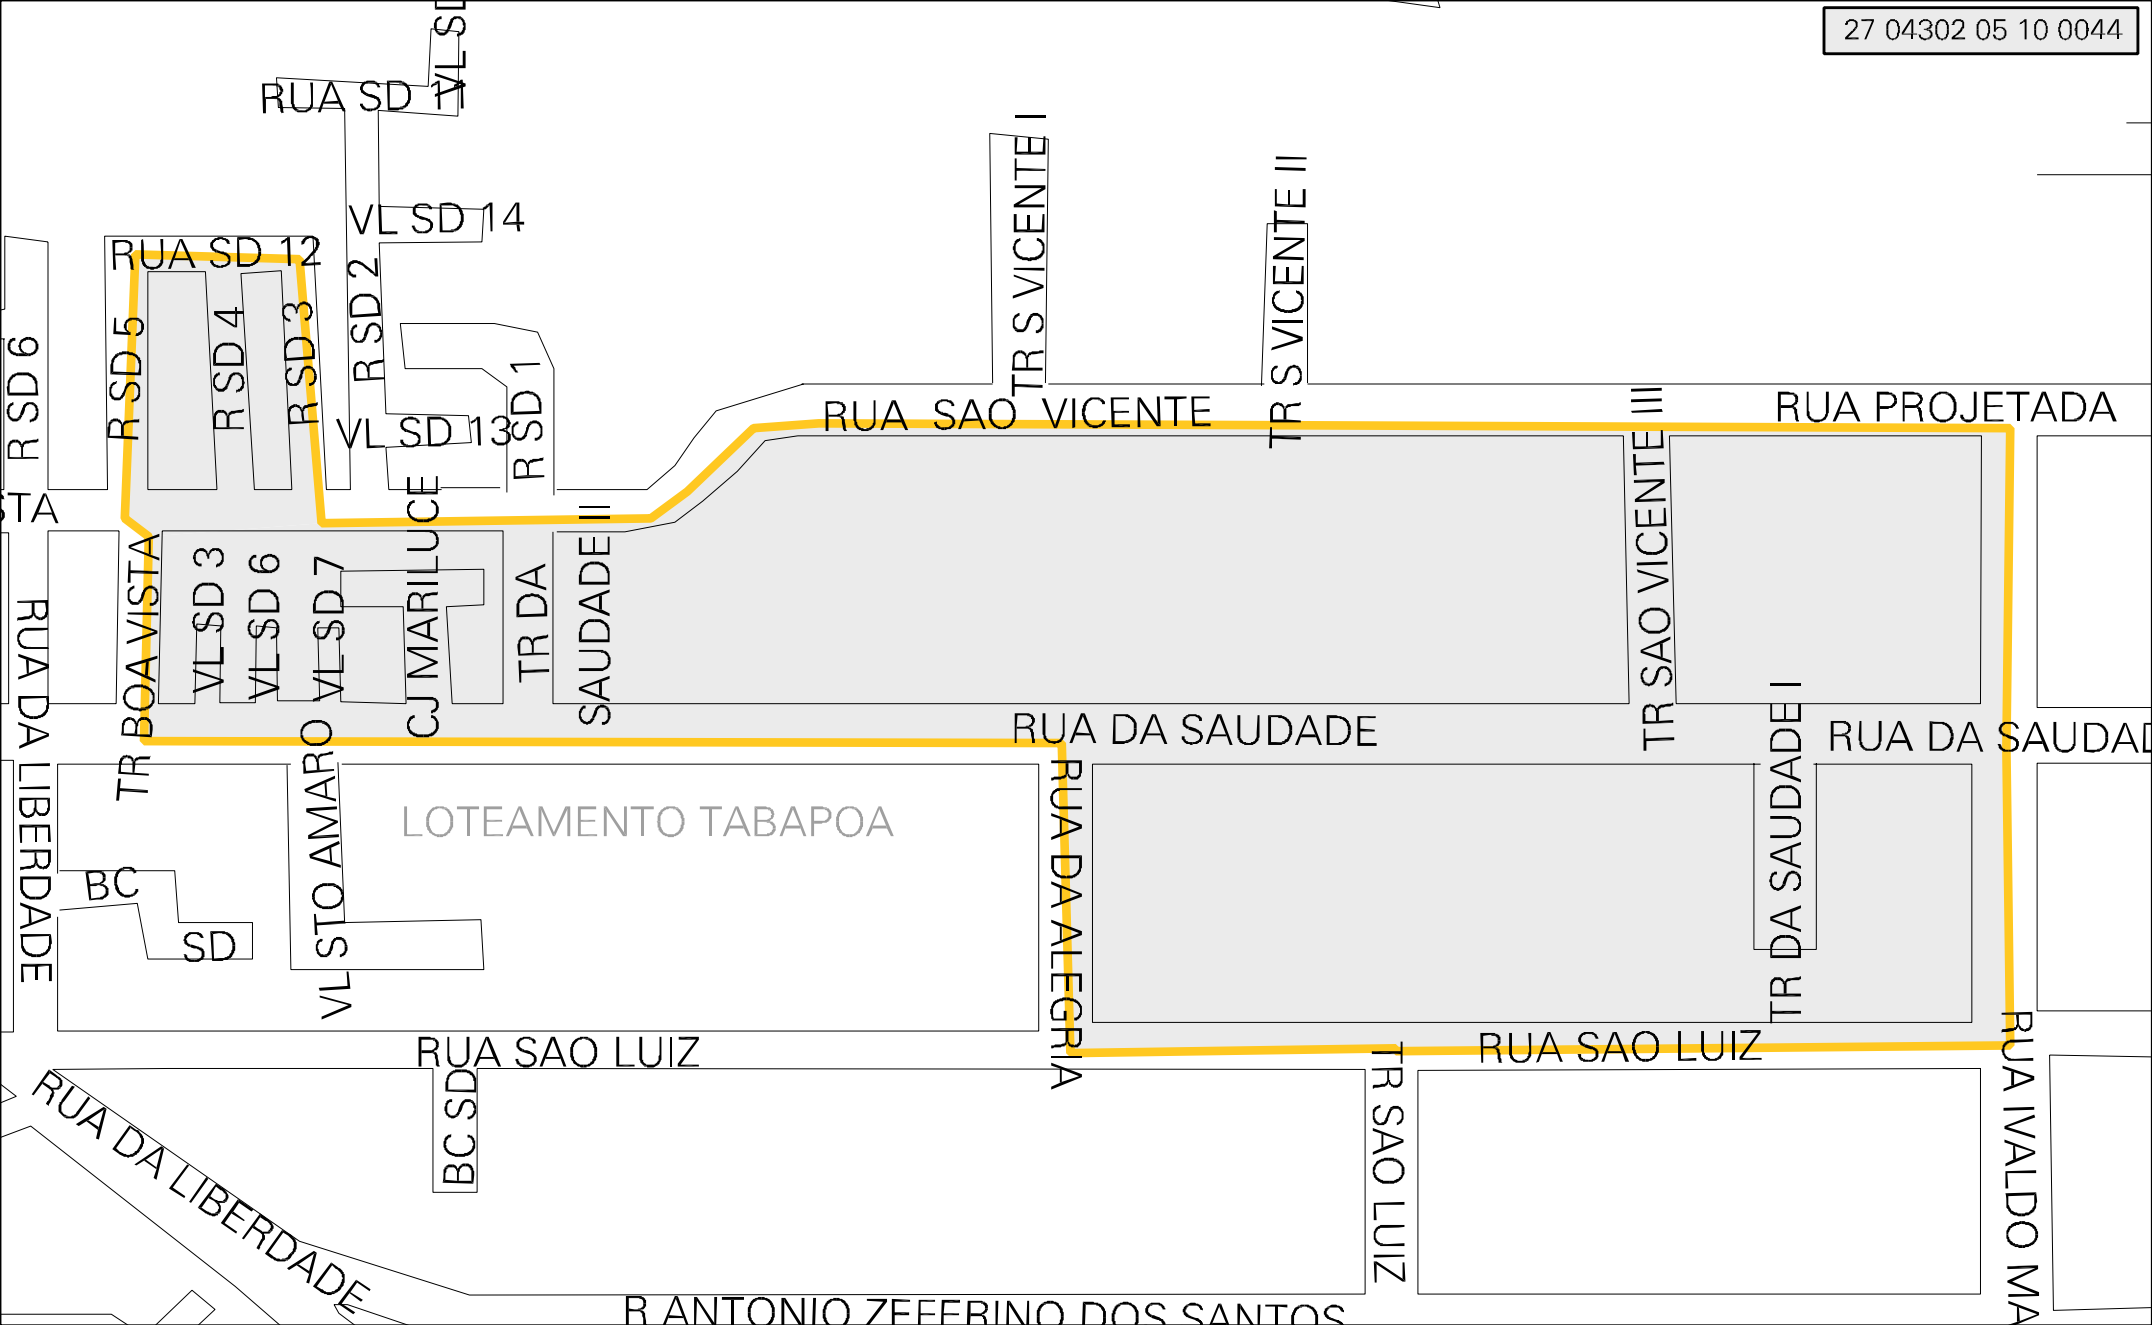 27 04302 05 10 0044
VL SD
RUA SD 11
TR S VICENTE I
TR S VICENTE II
VL SD 14
RUA SD 12
R SD 2
R SD 6
R SD 5
R SD 4
R SD 3
R SD 1
VL SD 13
RUA SAO VICENTE
RUA PROJETADA
TR SAO VICENTE III
STA
CJ MARILUCE
TR BOA VISTA
VL SD 3
VL SD 6
VL SD 7
TR DA
SAUDADE II
RUA DA LIBERDADE
RUA DA SAUDADE
TR DA SAUDADE I
RUA DA SAUDAD
VL STO AMARO
LOTEAMENTO TABAPOA
RUA DA ALEGRIA
BC
SD
RUA SAO LUIZ
RUA SAO LUIZ
BC SD
TR SAO LUIZ
RUA IVALDO MA
RUA DA LIBERDADE
R ANTONIO ZEFERINO DOS SANTOS